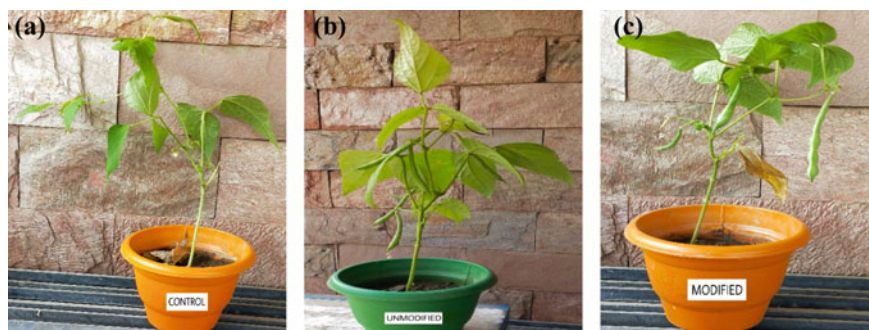 (a)
(b)
(c)
CONTROL
UNMODIFIED
MODIFIED